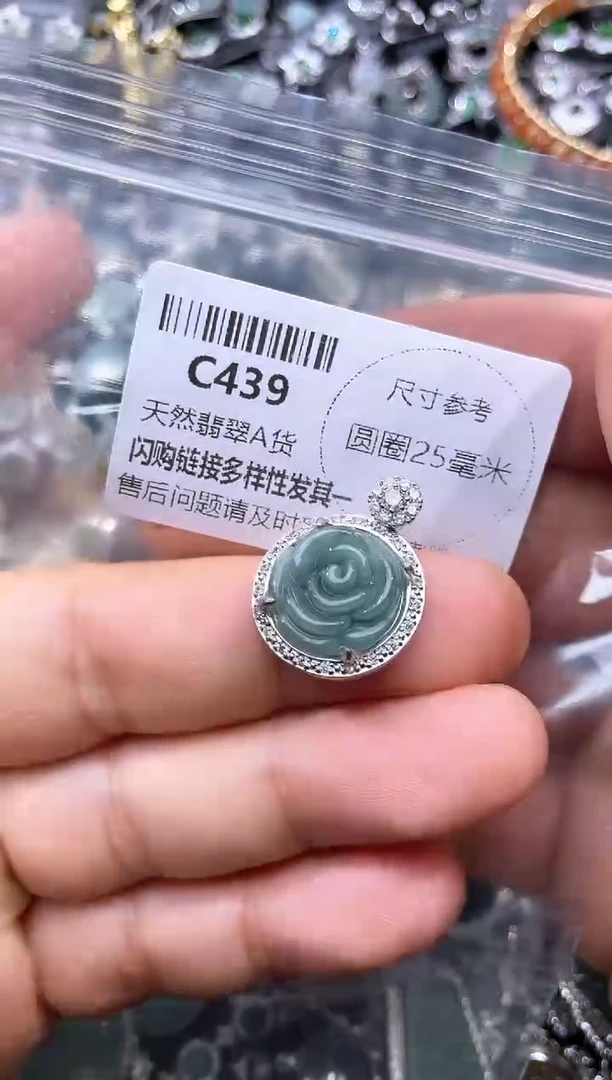 C439
天然翡翠A货
闪购链接多样性发其一
售后问题请及时
尺寸参考
圆圈25毫米